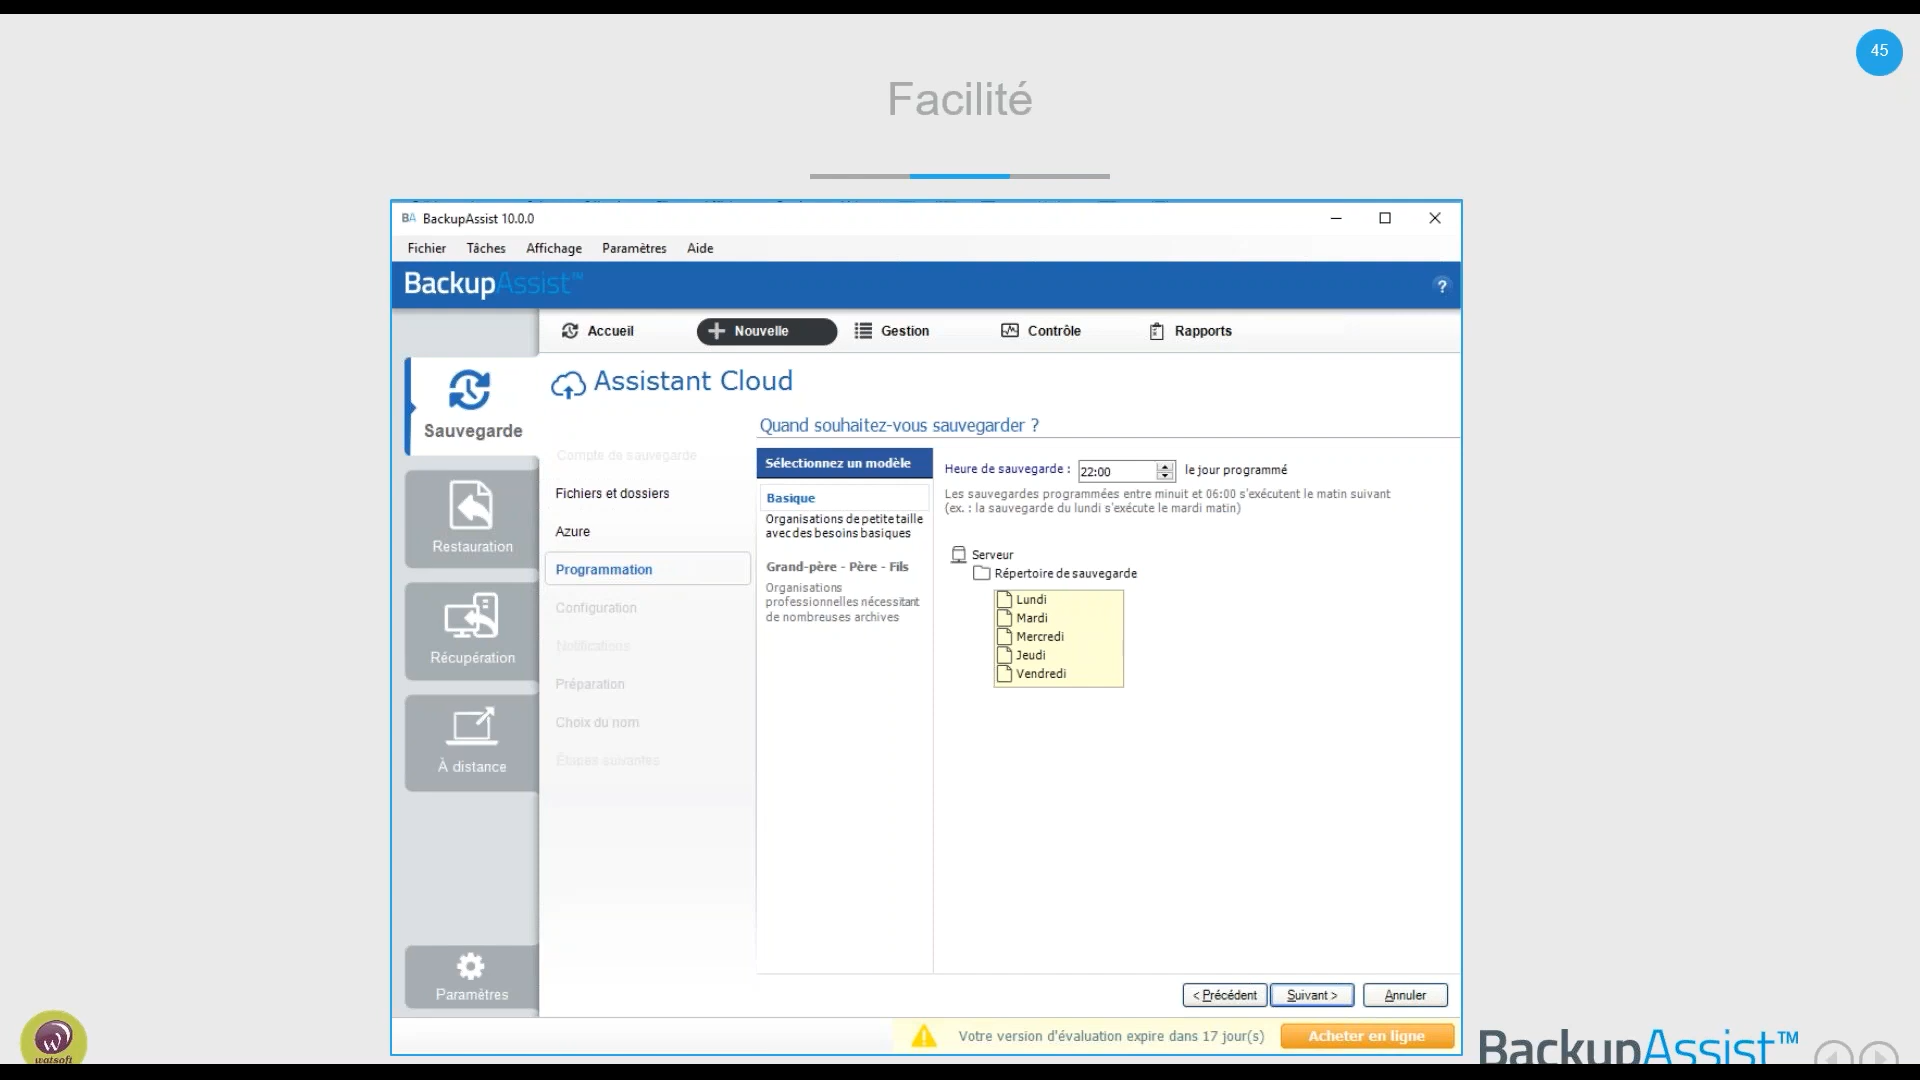 45
Facilité
BA BackupAssist 10.0.0
Fichier Tâches Affichage Paramètres Aide
BackupAssist™
?
Accueil Nouvelle Gestion Contrôle Rapports
Sauvegarde
Restauration
Récupération
À distance
Paramètres
Assistant Cloud
Compte de sauvegarde
Fichiers et dossiers
Azure
Programmation
Configuration
Notifications
Préparation
Choix du nom
Étapes suivantes
Quand souhaitez-vous sauvegarder ?
Sélectionnez un modèle
Basique
Organisations de petite taille
avec des besoins basiques
Grand-père - Père - Fils
Organisations
professionnelles nécessitant
de nombreuses archives
Heure de sauvegarde : 22:00 le jour programmé
Les sauvegardes programmées entre minuit et 06:00 s'exécutent le matin suivant
(ex. : la sauvegarde du lundi s'exécute le mardi matin)
Serveur
Répertoire de sauvegarde
Lundi
Mardi
Mercredi
Jeudi
Vendredi
< Précédent Suivant > Annuler
Votre version d'évaluation expire dans 17 jour(s) Acheter en ligne
watsoft
BackupAssist™